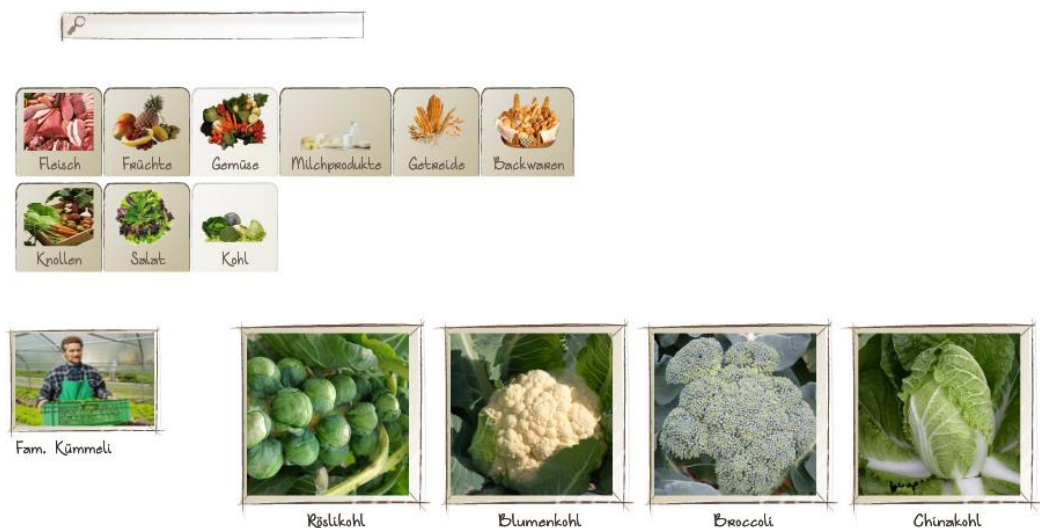 Fleisch Früchte Gemüse Milchprodukte Getreide Backwaren
Knollen Salat Kohl
Fam. Kümmeli
Röslikohl Blumenkohl Broccoli Chinakohl